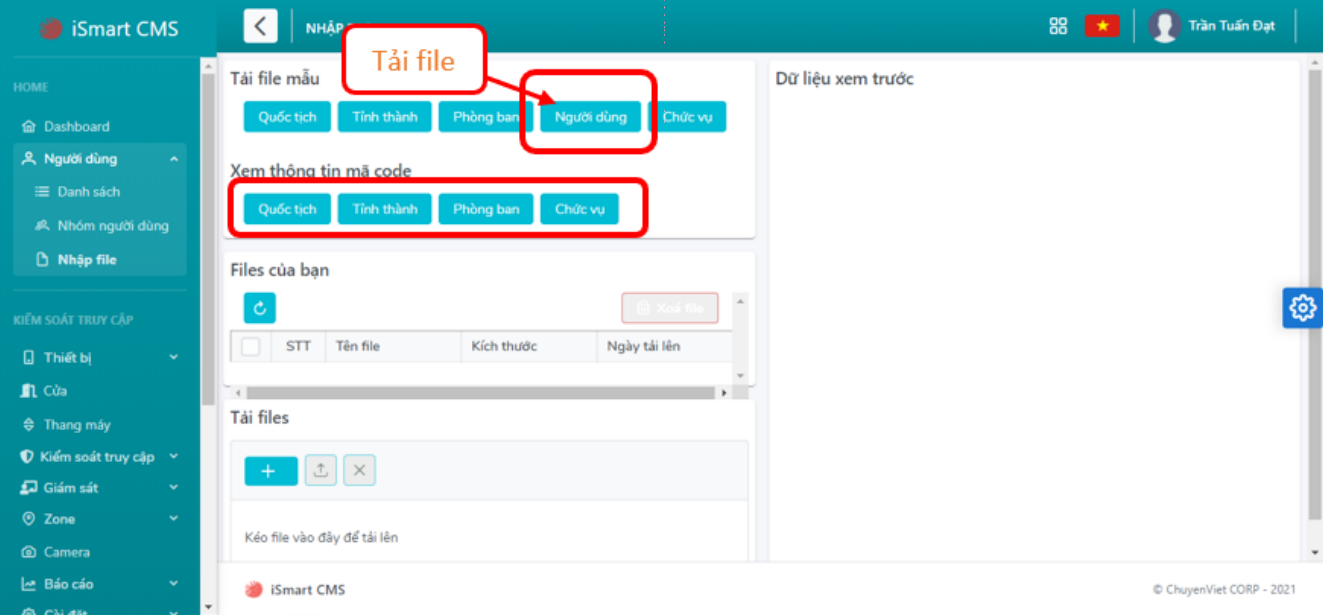 iSmart CMS
NHẬP
Trần Tuấn Đạt
Tải file
HOME
Dashboard
Người dùng
Danh sách
Nhóm người dùng
Nhập file
KIỂM SOÁT TRUY CẬP
Thiết bị
Cửa
Thang máy
Kiểm soát truy cập
Giám sát
Zone
Camera
Báo cáo
Cài đặt
Tải file mẫu
Quốc tịch
Tỉnh thành
Phòng ban
Người dùng
Chức vụ
Xem thông tin mã code
Quốc tịch
Tỉnh thành
Phòng ban
Chức vụ
Files của bạn
Xoá file
STT
Tên file
Kích thước
Ngày tải lên
Tải files
Kéo file vào đây để tải lên
Dữ liệu xem trước
iSmart CMS
© ChuyenViet CORP - 2021